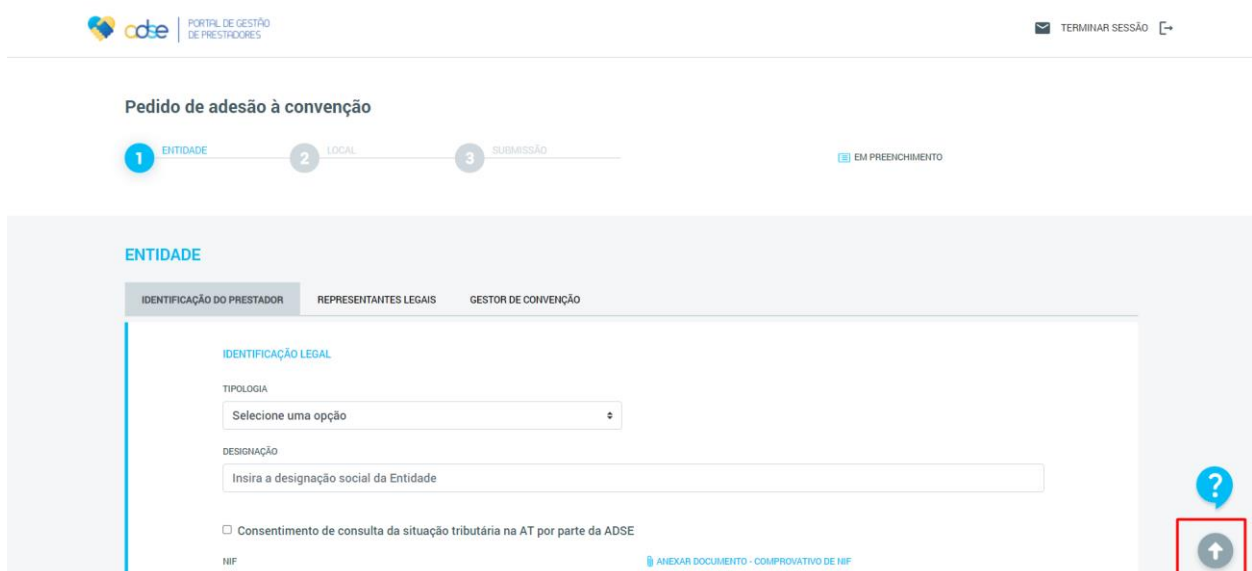 adse
PORTAL DE GESTÃO
DE PRESTADORES
TERMINAR SESSÃO
Pedido de adesão à convenção
1 ENTIDADE
2 LOCAL
3 SUBMISSÃO
EM PREENCHIMENTO
ENTIDADE
IDENTIFICAÇÃO DO PRESTADOR REPRESENTANTES LEGAIS GESTOR DE CONVENÇÃO
IDENTIFICAÇÃO LEGAL
TIPOLOGIA
Selecione uma opção
DESIGNAÇÃO
Insira a designação social da Entidade
?
Consentimento de consulta da situação tributária na AT por parte da ADSE
NIF
ANEXAR DOCUMENTO - COMPROVATIVO DE NIF